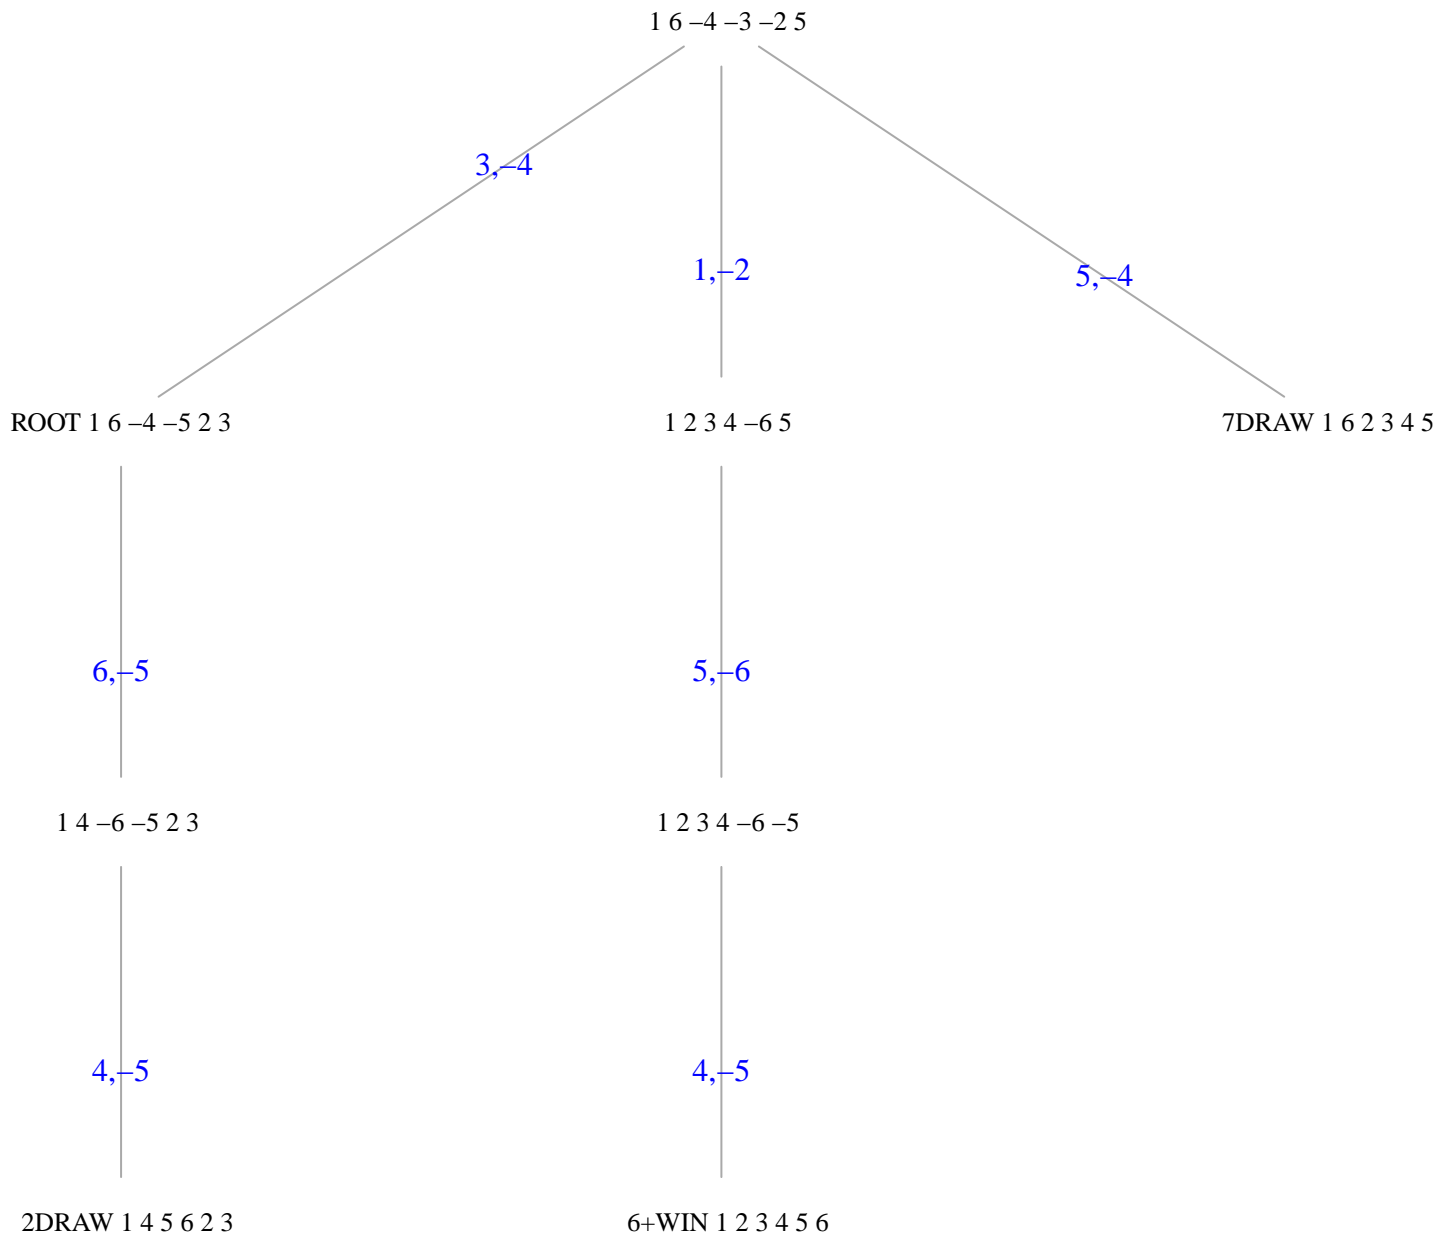 1 6 –4 –3 –2 5
3,–4
1,–2
5,–4
ROOT 1 6 –4 –5 2 3
1 2 3 4 –6 5
7DRAW 1 6 2 3 4 5
6,–5
5,–6
1 4 –6 –5 2 3
1 2 3 4 –6 –5
4,–5
4,–5
2DRAW 1 4 5 6 2 3
6+WIN 1 2 3 4 5 6